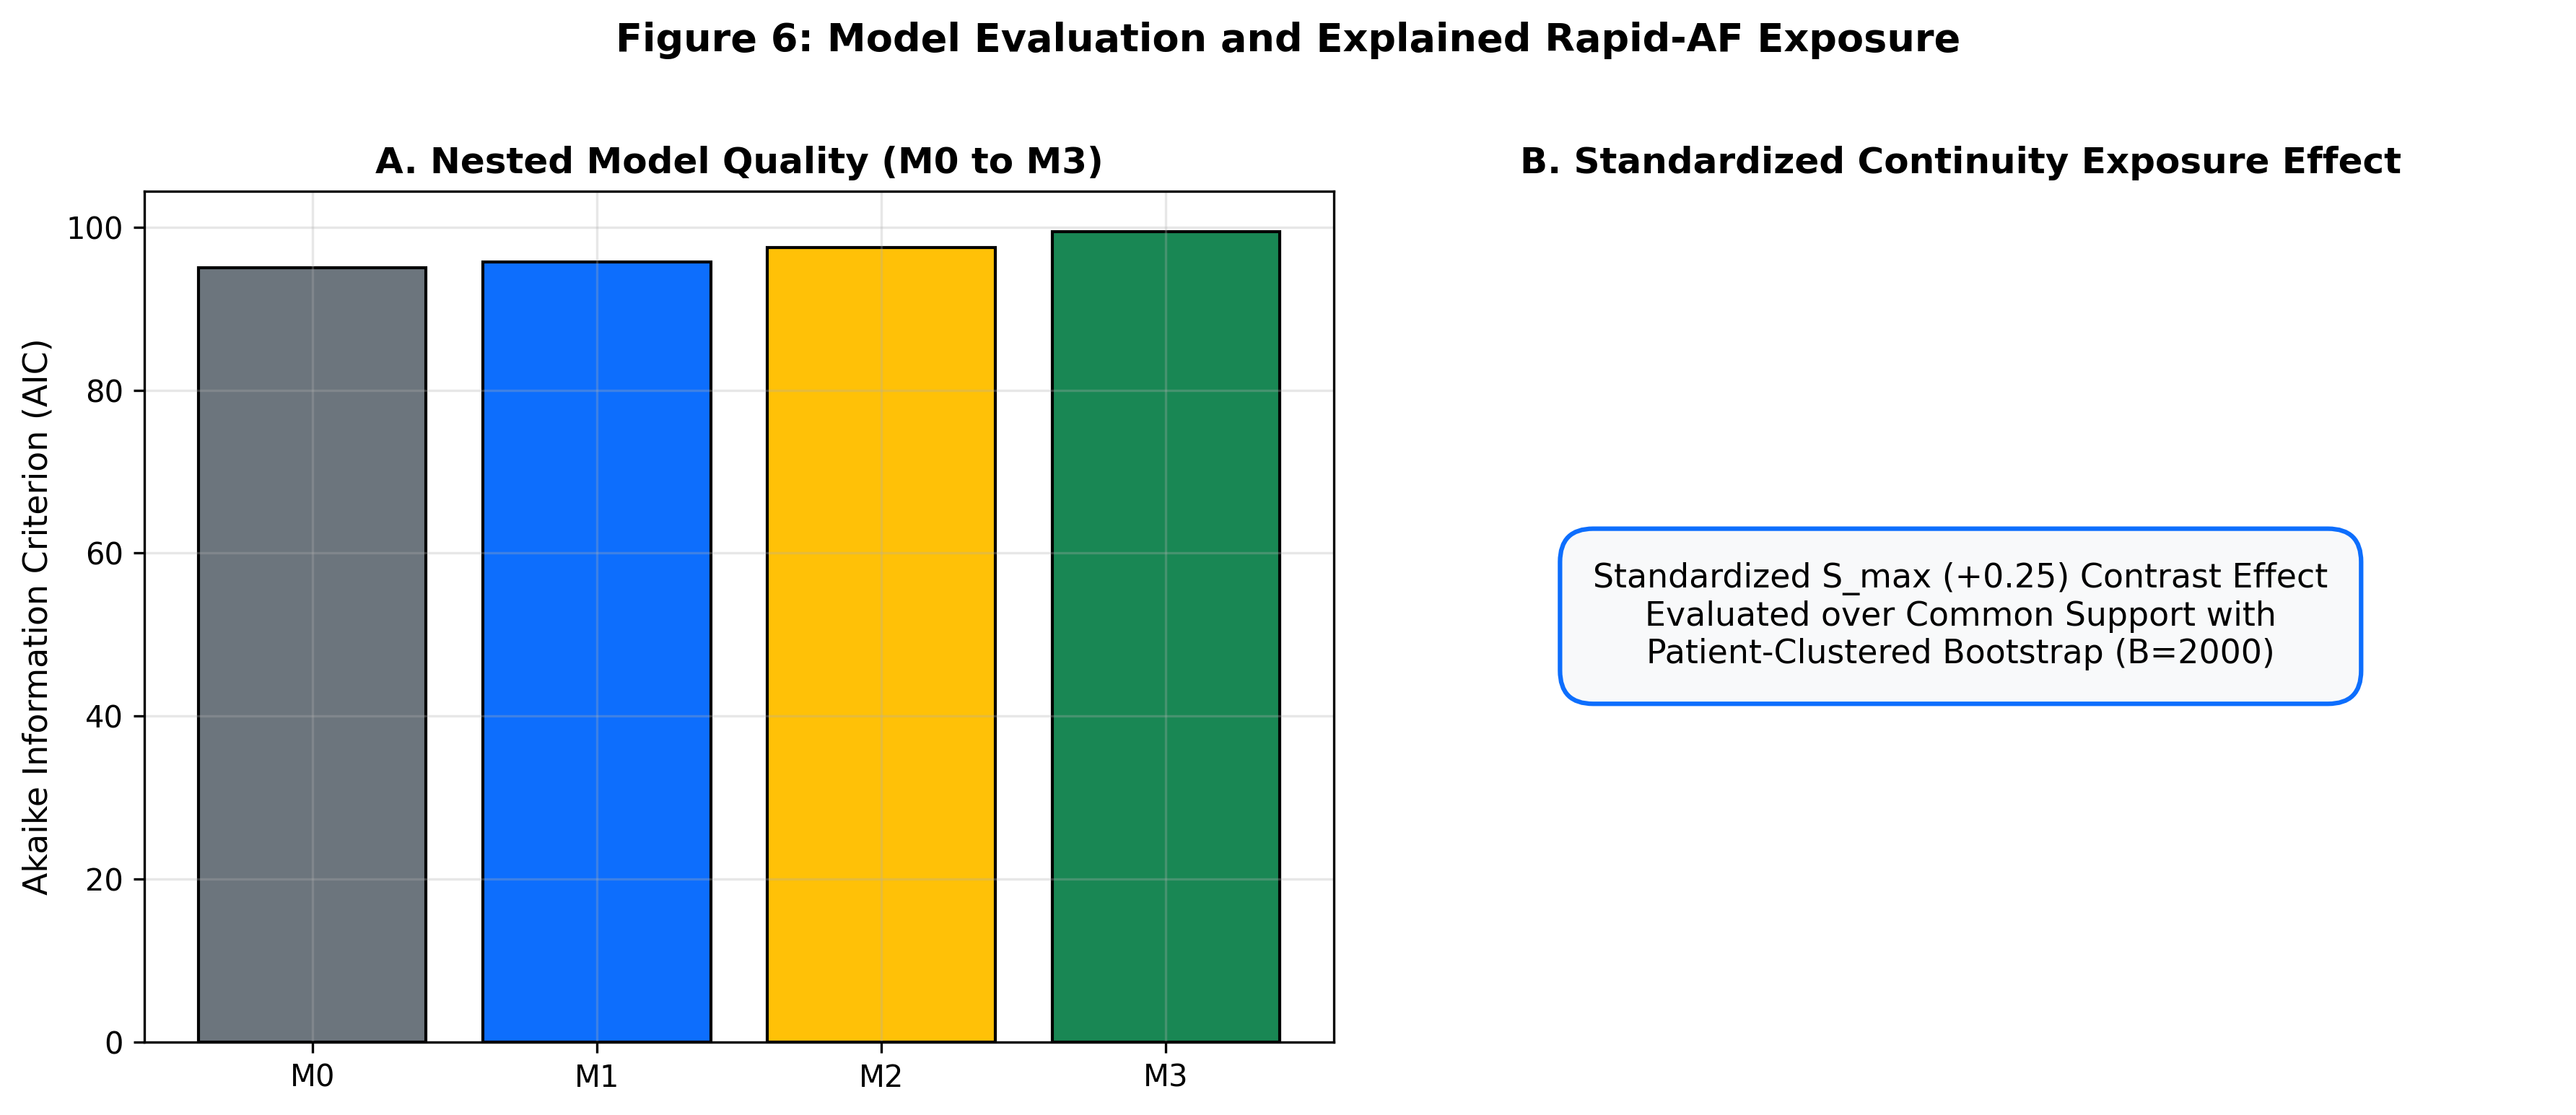 Figure 6: Model Evaluation and Explained Rapid-AF Exposure
A. Nested Model Quality (M0 to M3)
Akaike Information Criterion (AIC)
100
80
60
40
20
0
M0
M1
M2
M3
B. Standardized Continuity Exposure Effect
Standardized S_max (+0.25) Contrast Effect
Evaluated over Common Support with
Patient-Clustered Bootstrap (B=2000)